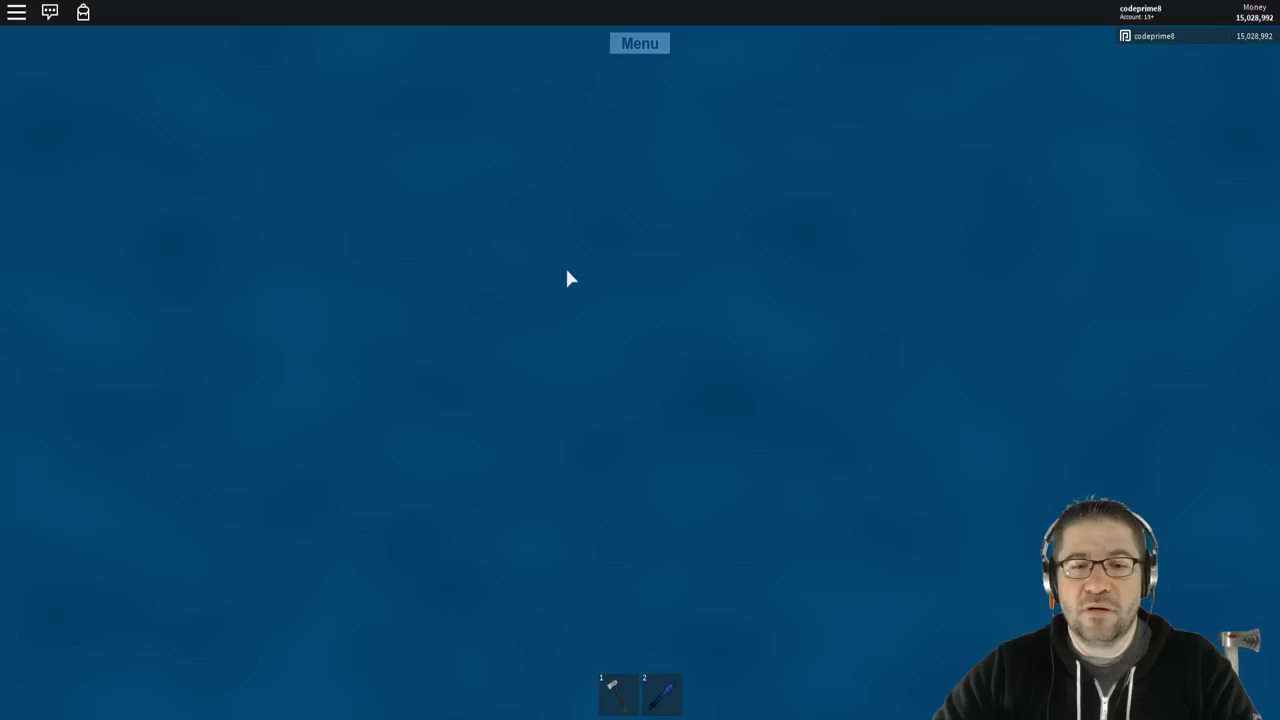 codeprime8
Account: 13+
Money
15,028,992
codeprime8
15,028,992
Menu
1
2